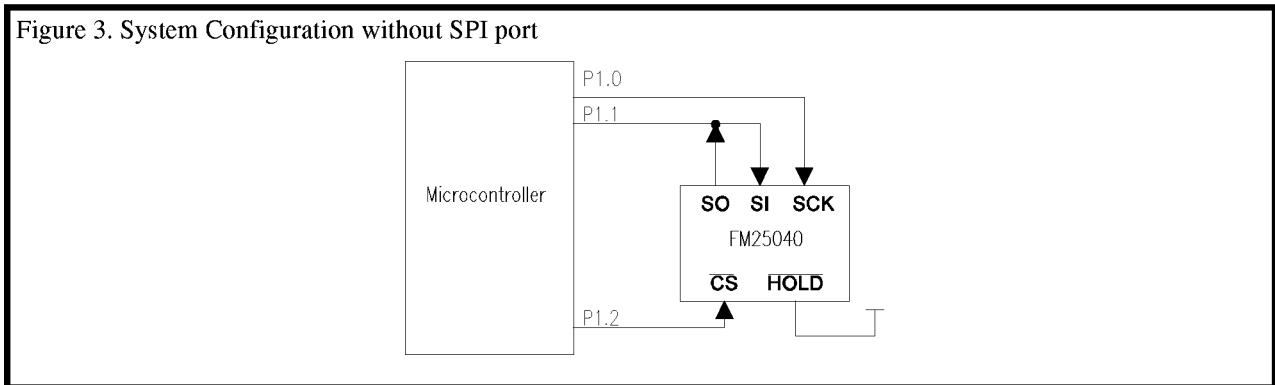 Figure 3. System Configuration without SPI port
P1.0
P1.1
Microcontroller
SO SI SCK
FM25040
CS HOLD
P1.2